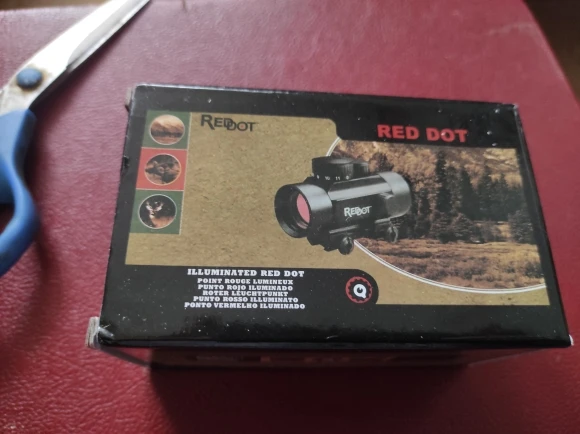 REDDOT
RED DOT
REDDOT
ILLUMINATED RED DOT
POINT ROUGE LUMINEUX
PUNTO ROJO ILUMINADO
ROTER LEUCHTPUNKT
PUNTO ROSSO ILLUMINATO
PONTO VERMELHO ILUMINADO